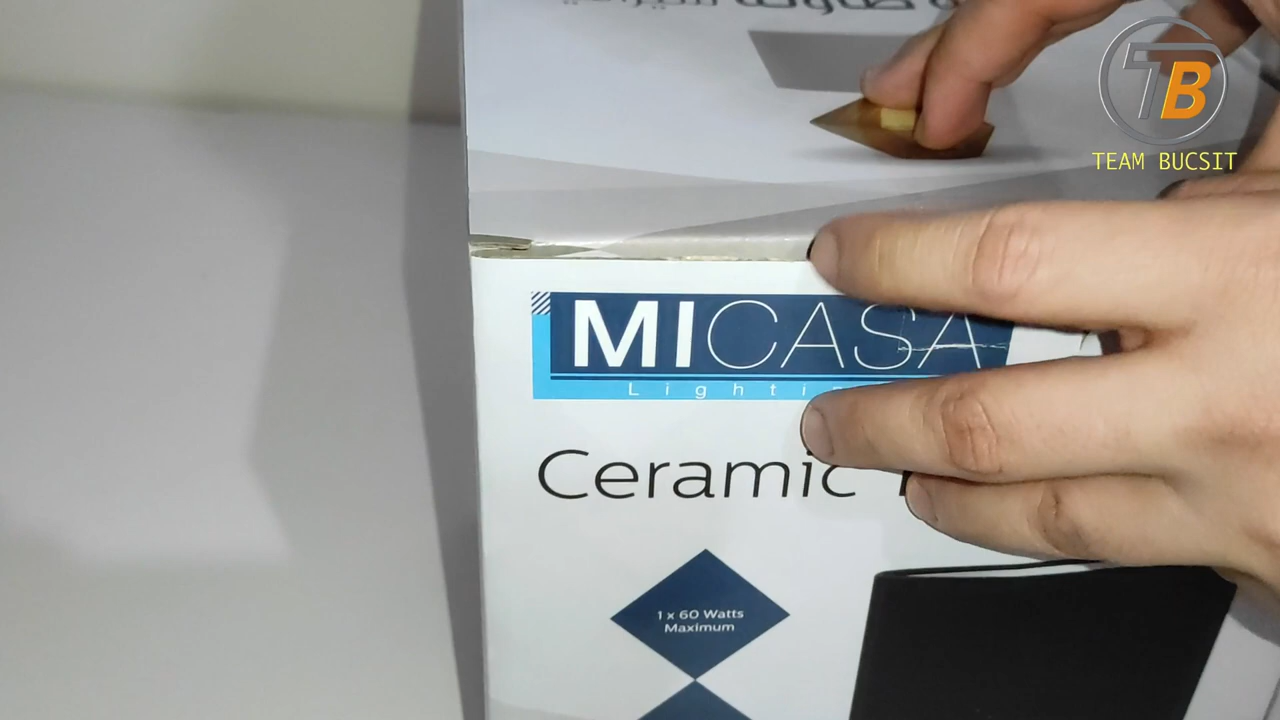 TB
TEAM BUCSIT
MICASA
Ceramic
1 x 60 Watts
Maximum